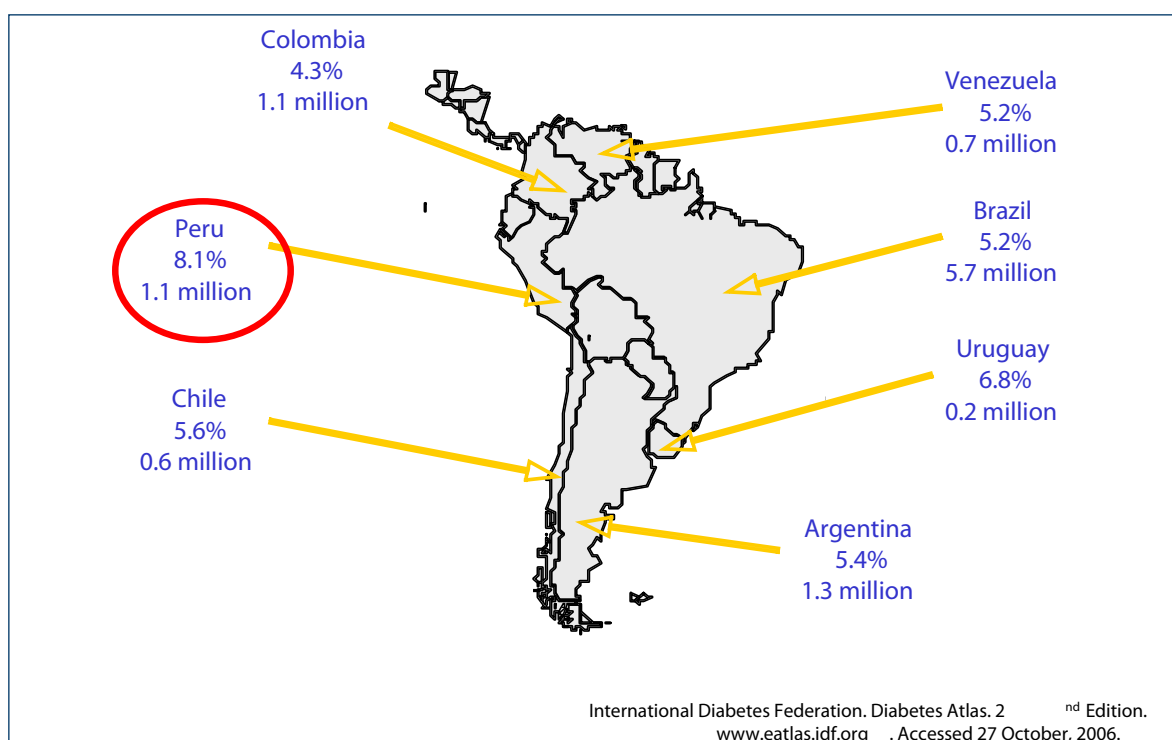 Colombia
4.3%
1.1 million
Venezuela
5.2%
0.7 million
Peru
8.1%
1.1 million
Brazil
5.2%
5.7 million
Uruguay
6.8%
0.2 million
Chile
5.6%
0.6 million
Argentina
5.4%
1.3 million
International Diabetes Federation. Diabetes Atlas. 2 nd Edition.
www.eatlas.idf.org . Accessed 27 October, 2006.